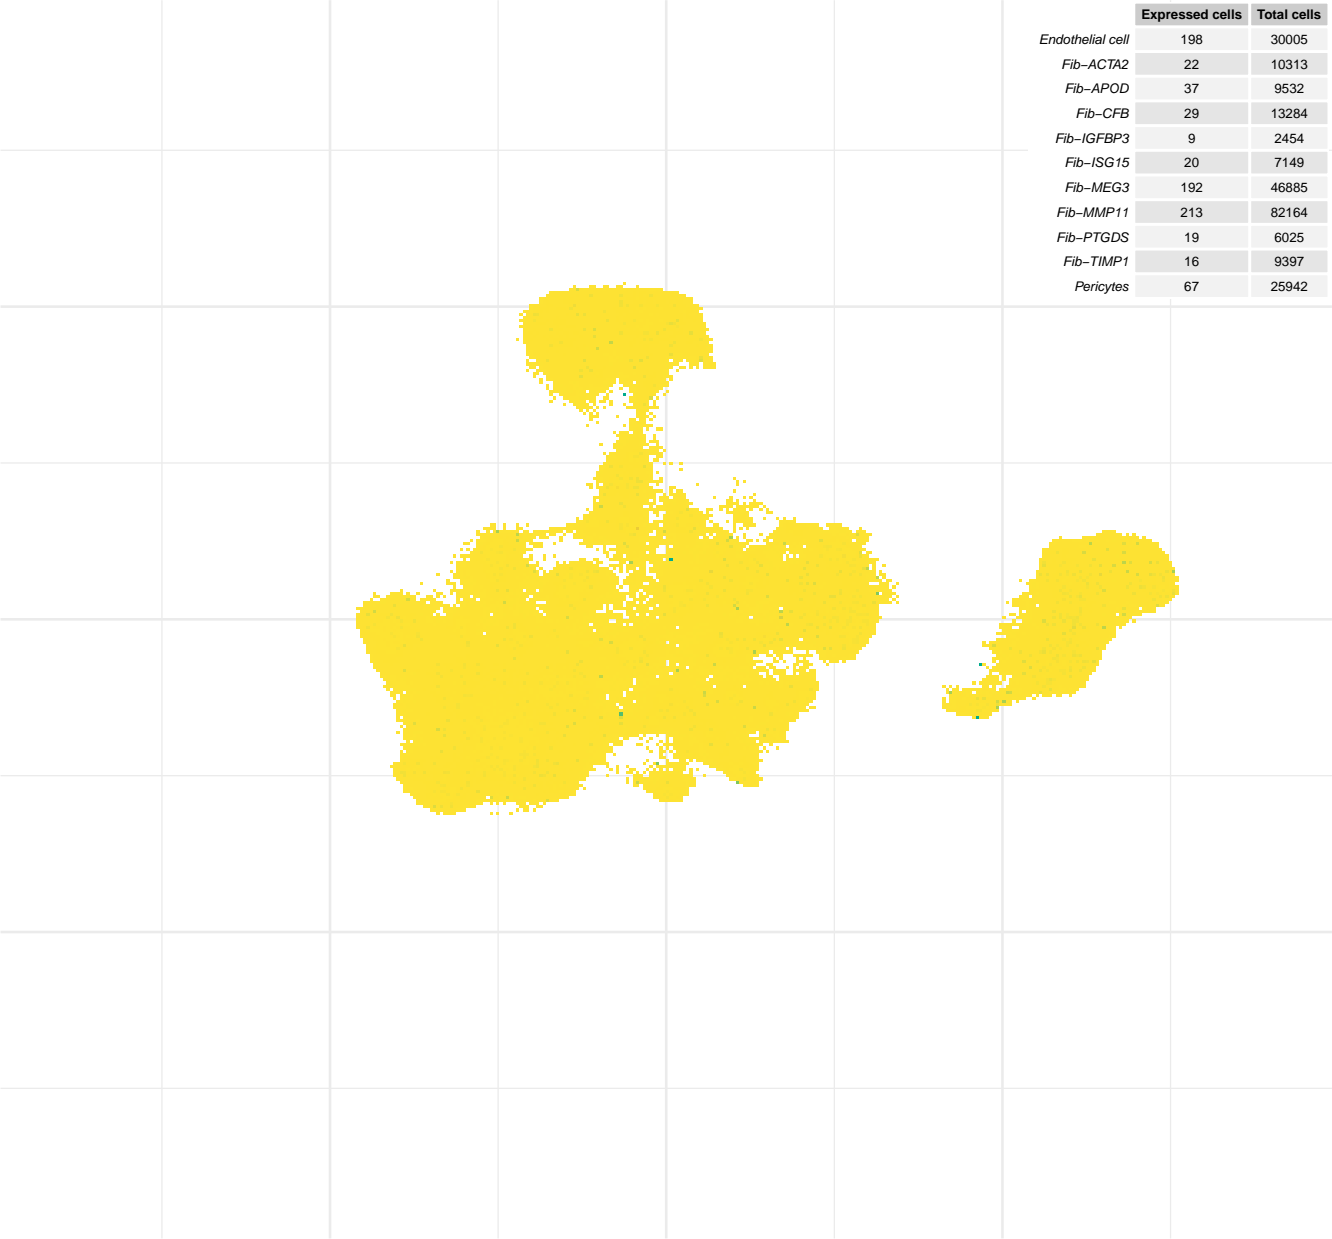 Expressed cells Total cells
Endothelial cell 198 30005
Fib−ACTA2 22 10313
Fib−APOD 37 9532
Fib−CFB 29 13284
Fib−IGFBP3 9 2454
Fib−ISG15 20 7149
Fib−MEG3 192 46885
Fib−MMP11 213 82164
Fib−PTGDS 19 6025
Fib−TIMP1 16 9397
Pericytes 67 25942